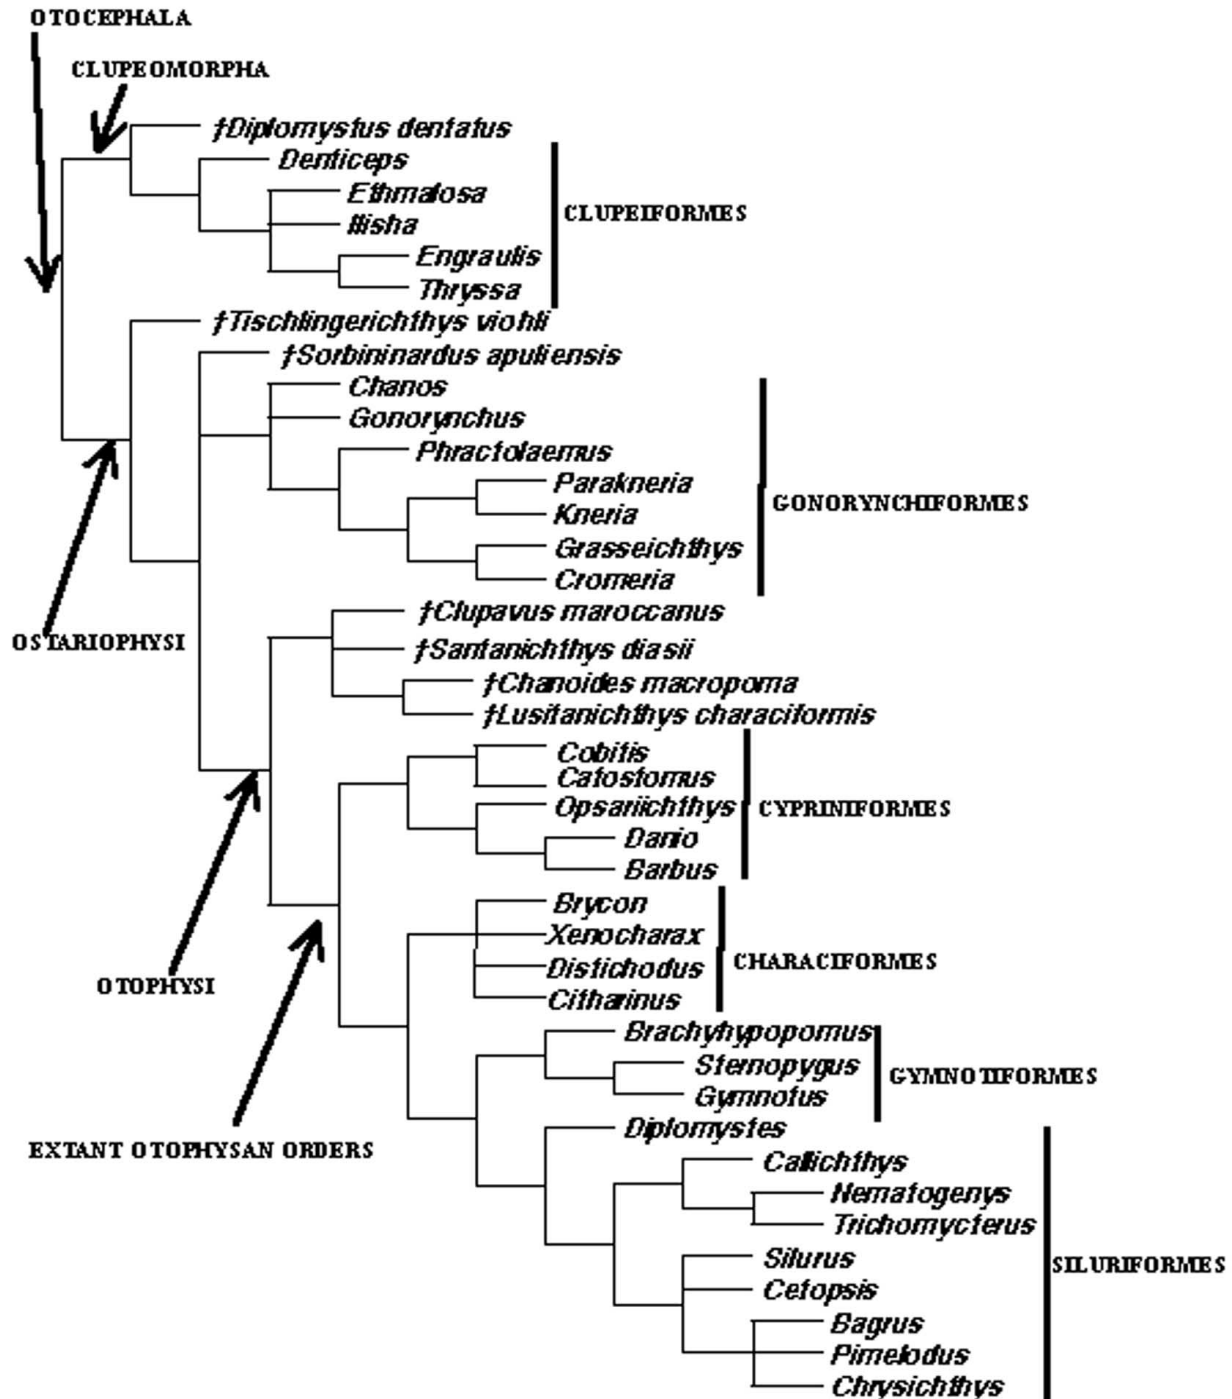 OTOCEPHALA
CLUPEOMORPHA
†Diplomystus dentatus
Denticeps
Ethmalosa
Ilisha
CLUPEIFORMES
Engraulis
Thryssa
†Tischlingerichthys viohli
†Sorbininardus apuliensis
Chanos
Gonorynchus
Phractolaemus
Parakneria
GONORYNCHIFORMES
Kneria
Grasseichthys
Cromeria
†Clupavus maroccanus
OSTARIOPHYSI
†Santanichthys diasii
†Chanoides macropoma
†Lusitanichthys characiformis
Cobitis
Catostomus
Opsariichthys
CYPRINIFORMES
Danio
Barbus
Brycon
Xenocharax
Distichodus
CHARACIFORMES
OTOPHYSI
Citharinus
Brachyhypopomus
Sternopygus
GYMNOTIFORMES
Gymnotus
Diplomystes
EXTANT OTOPHYSAN ORDERS
Callichthys
Nematogenys
Trichomycterus
Silurus
SILURIFORMES
Cetopsis
Bagrus
Pimelodus
Chrysichthys